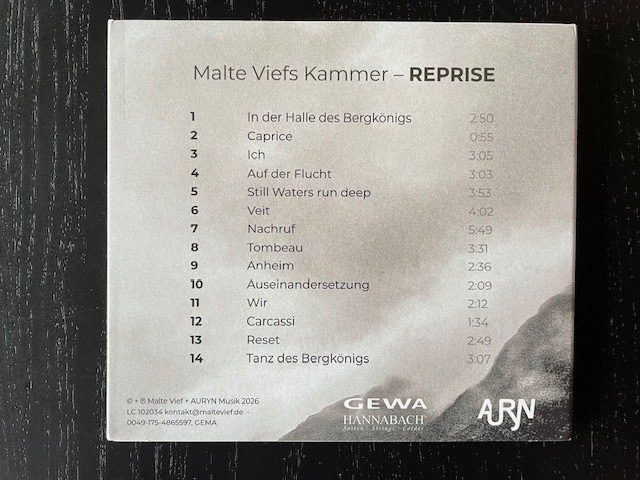 Malte Viefs Kammer – REPRISE
1 In der Halle des Bergkönigs 2:50
2 Caprice 0:55
3 Ich 3:05
4 Auf der Flucht 3:03
5 Still Waters run deep 3:53
6 Veit 4:02
7 Nachruf 5:49
8 Tombeau 3:31
9 Anheim 2:36
10 Auseinandersetzung 2:09
11 Wir 2:12
12 Carcassi 1:34
13 Reset 2:49
14 Tanz des Bergkönigs 3:07
© + ℗ Malte Vief + AURYN Musik 2026
LC 102034 kontakt@maltevief.de -
0049-175-4865597, GEMA
GEWA
HANNABACH
Saiten · Strings · Cordes
AURYN